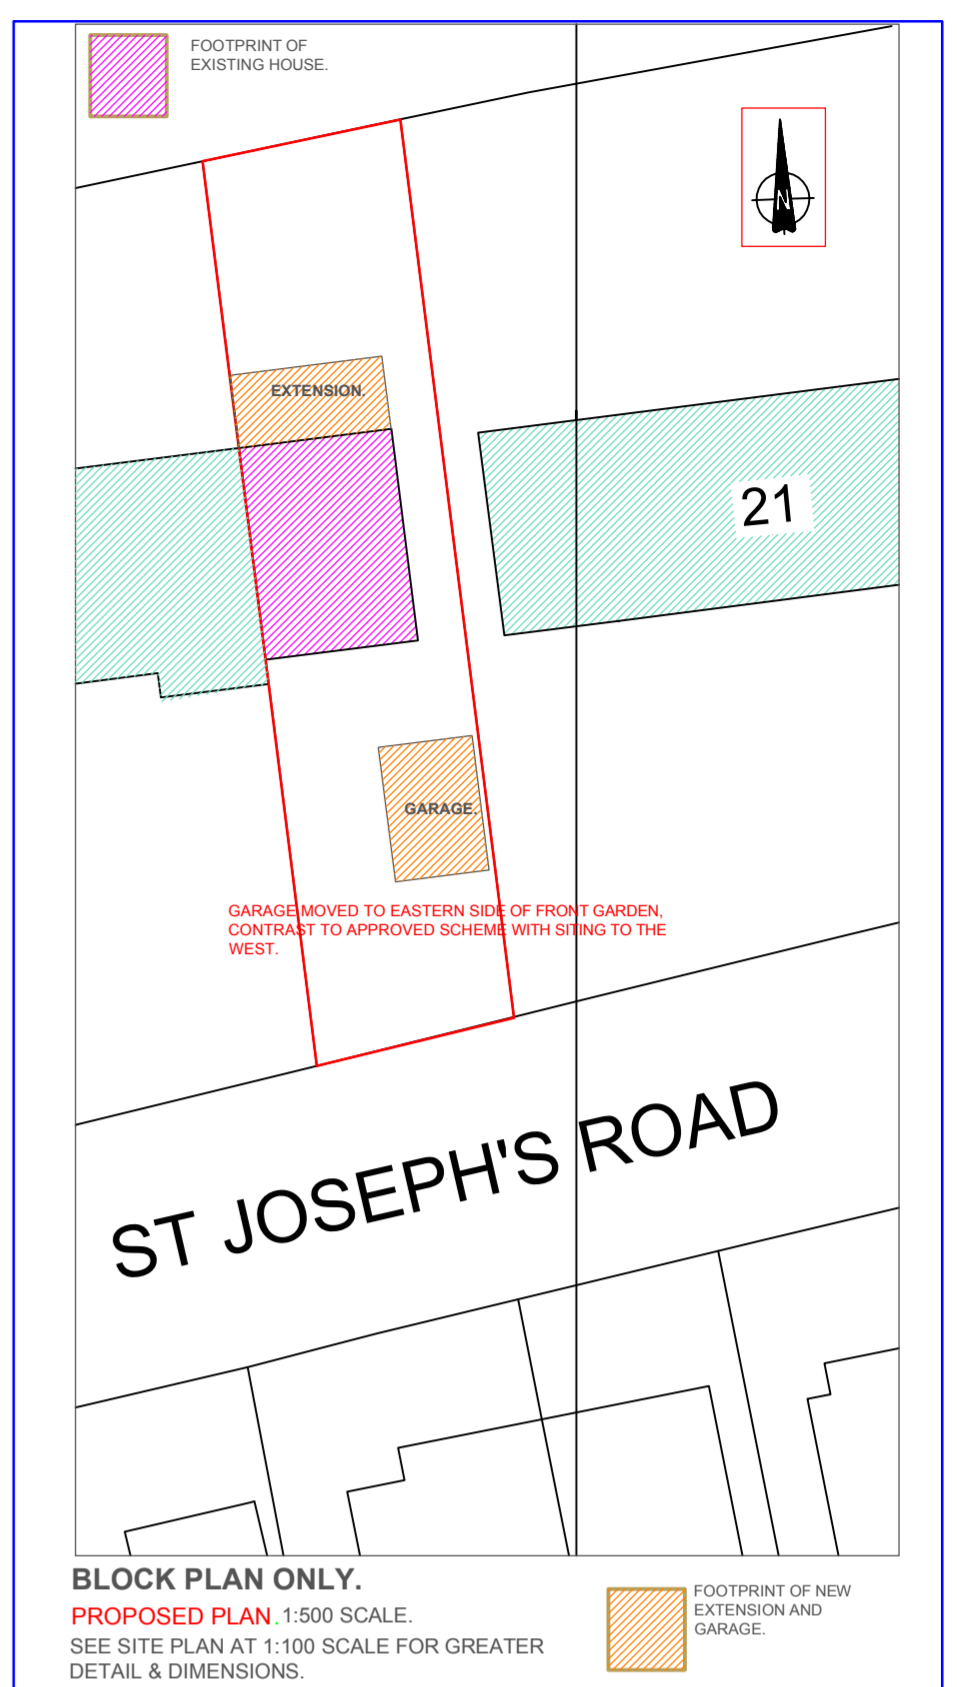 FOOTPRINT OF
EXISTING HOUSE.
N
EXTENSION.
21
GARAGE.
GARAGE MOVED TO EASTERN SIDE OF FRONT GARDEN,
CONTRAST TO APPROVED SCHEME WITH SITING TO THE
WEST.
ST JOSEPH'S ROAD
BLOCK PLAN ONLY.
PROPOSED PLAN. 1:500 SCALE.
SEE SITE PLAN AT 1:100 SCALE FOR GREATER
DETAIL & DIMENSIONS.
FOOTPRINT OF NEW
EXTENSION AND
GARAGE.